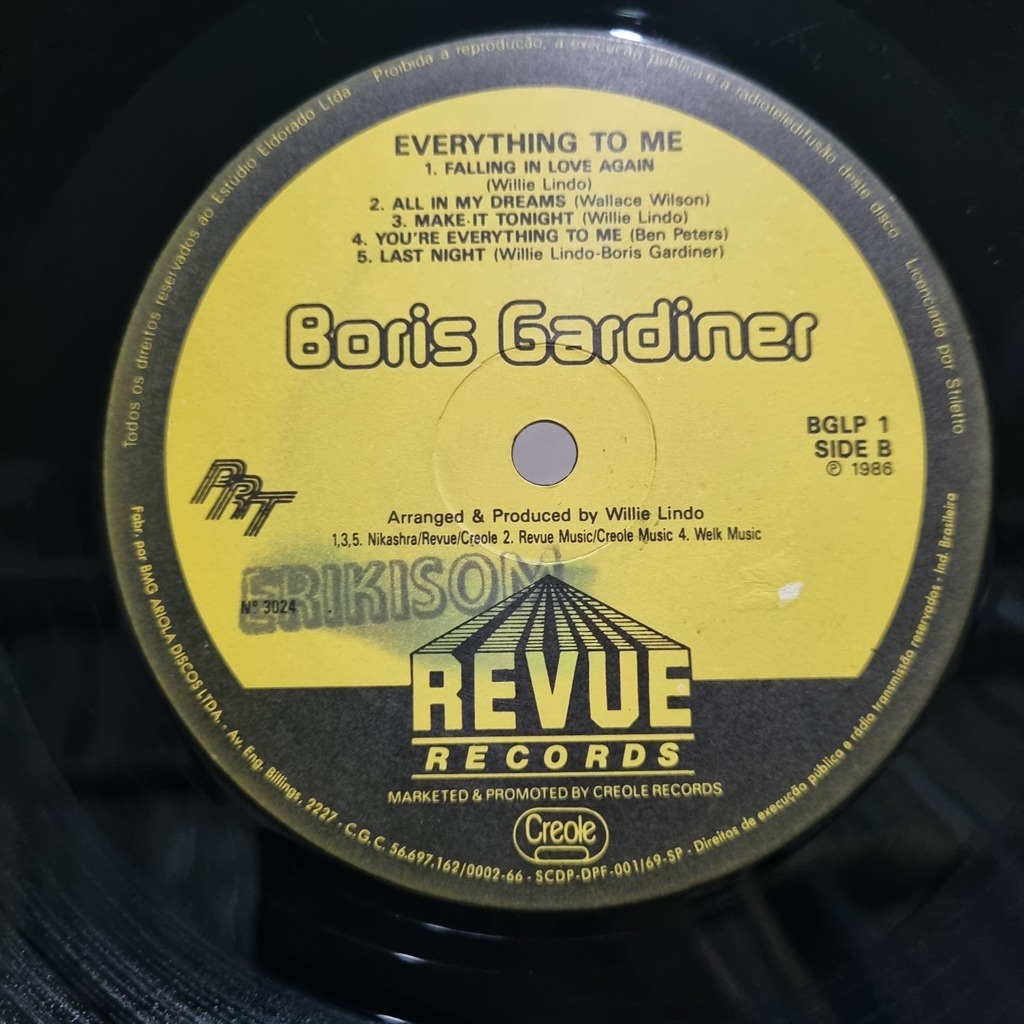 EVERYTHING TO ME
1. FALLING IN LOVE AGAIN
(Willie Lindo)
2. ALL IN MY DREAMS (Wallace Wilson)
3. MAKE IT TONIGHT (Willie Lindo)
4. YOU'RE EVERYTHING TO ME (Ben Peters)
5. LAST NIGHT (Willie Lindo-Boris Gardiner)
Boris Gardiner
BGLP 1
SIDE B
℗ 1986
PRT
Arranged & Produced by Willie Lindo
1,3,5. Nikashra/Revue/Creole 2. Revue Music/Creole Music 4. Welk Music
ERIKISOM
Nº 3024
REVUE
RECORDS
MARKETED & PROMOTED BY CREOLE RECORDS
Creole
Todos os direitos reservados ao Estúdio Eldorado Ltda Proibida a reprodução, a execução pública e a radioteledifusão deste disco Licenciado por Stiletto
Fabr. por BMG ARIOLA DISCOS LTDA. - Av. Eng. Billings, 2227 - C.G.C. 56.697.162/0002-66 - SCDP-DPF-001/69-SP - Direitos de execução pública e rádio transmissão reservados - Ind. Brasileira